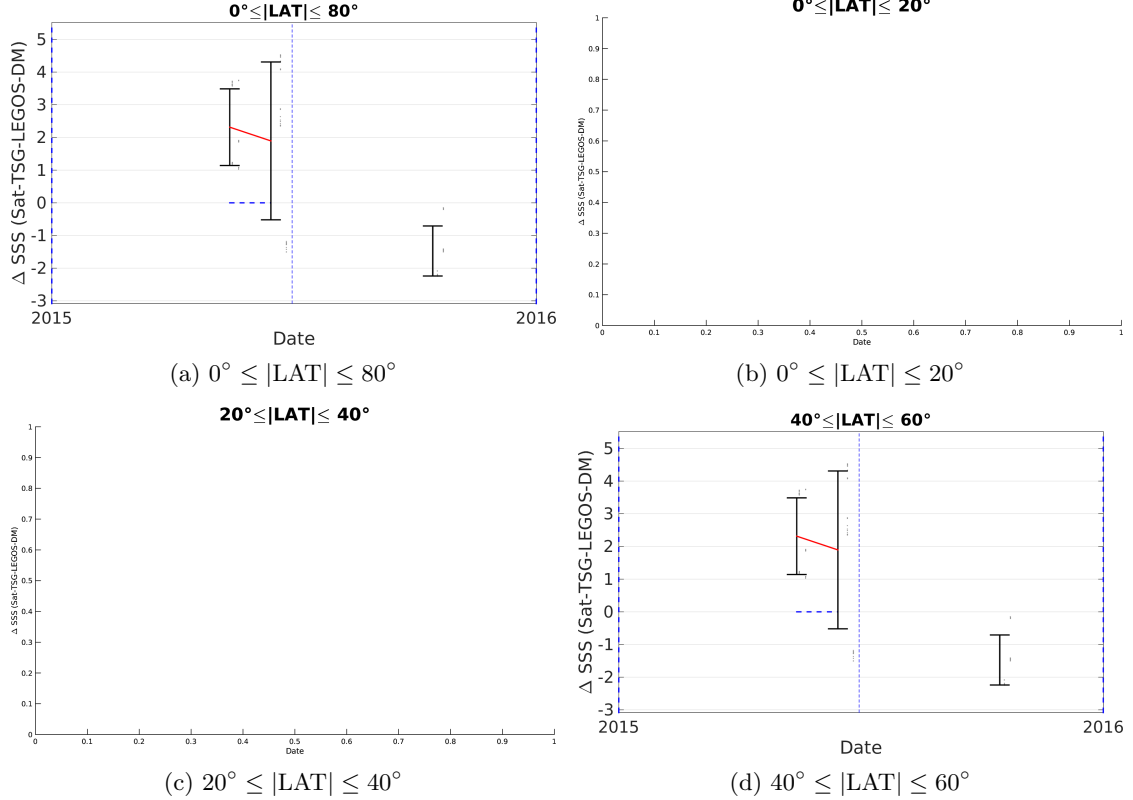 0°≤|LAT|≤ 80°
Δ SSS (Sat-TSG-LEGOS-DM)
5
4
3
2
1
0
-1
-2
-3
2015
2016
Date
(a) 0° ≤ |LAT| ≤ 80°
0°≤|LAT|≤ 20°
Δ SSS (Sat-TSG-LEGOS-DM)
1
0.9
0.8
0.7
0.6
0.5
0.4
0.3
0.2
0.1
0
0 0.1 0.2 0.3 0.4 0.5 0.6 0.7 0.8 0.9 1
Date
(b) 0° ≤ |LAT| ≤ 20°
20°≤|LAT|≤ 40°
Δ SSS (Sat-TSG-LEGOS-DM)
1
0.9
0.8
0.7
0.6
0.5
0.4
0.3
0.2
0.1
0
0 0.1 0.2 0.3 0.4 0.5 0.6 0.7 0.8 0.9 1
Date
(c) 20° ≤ |LAT| ≤ 40°
40°≤|LAT|≤ 60°
Δ SSS (Sat-TSG-LEGOS-DM)
5
4
3
2
1
0
-1
-2
-3
2015
2016
Date
(d) 40° ≤ |LAT| ≤ 60°